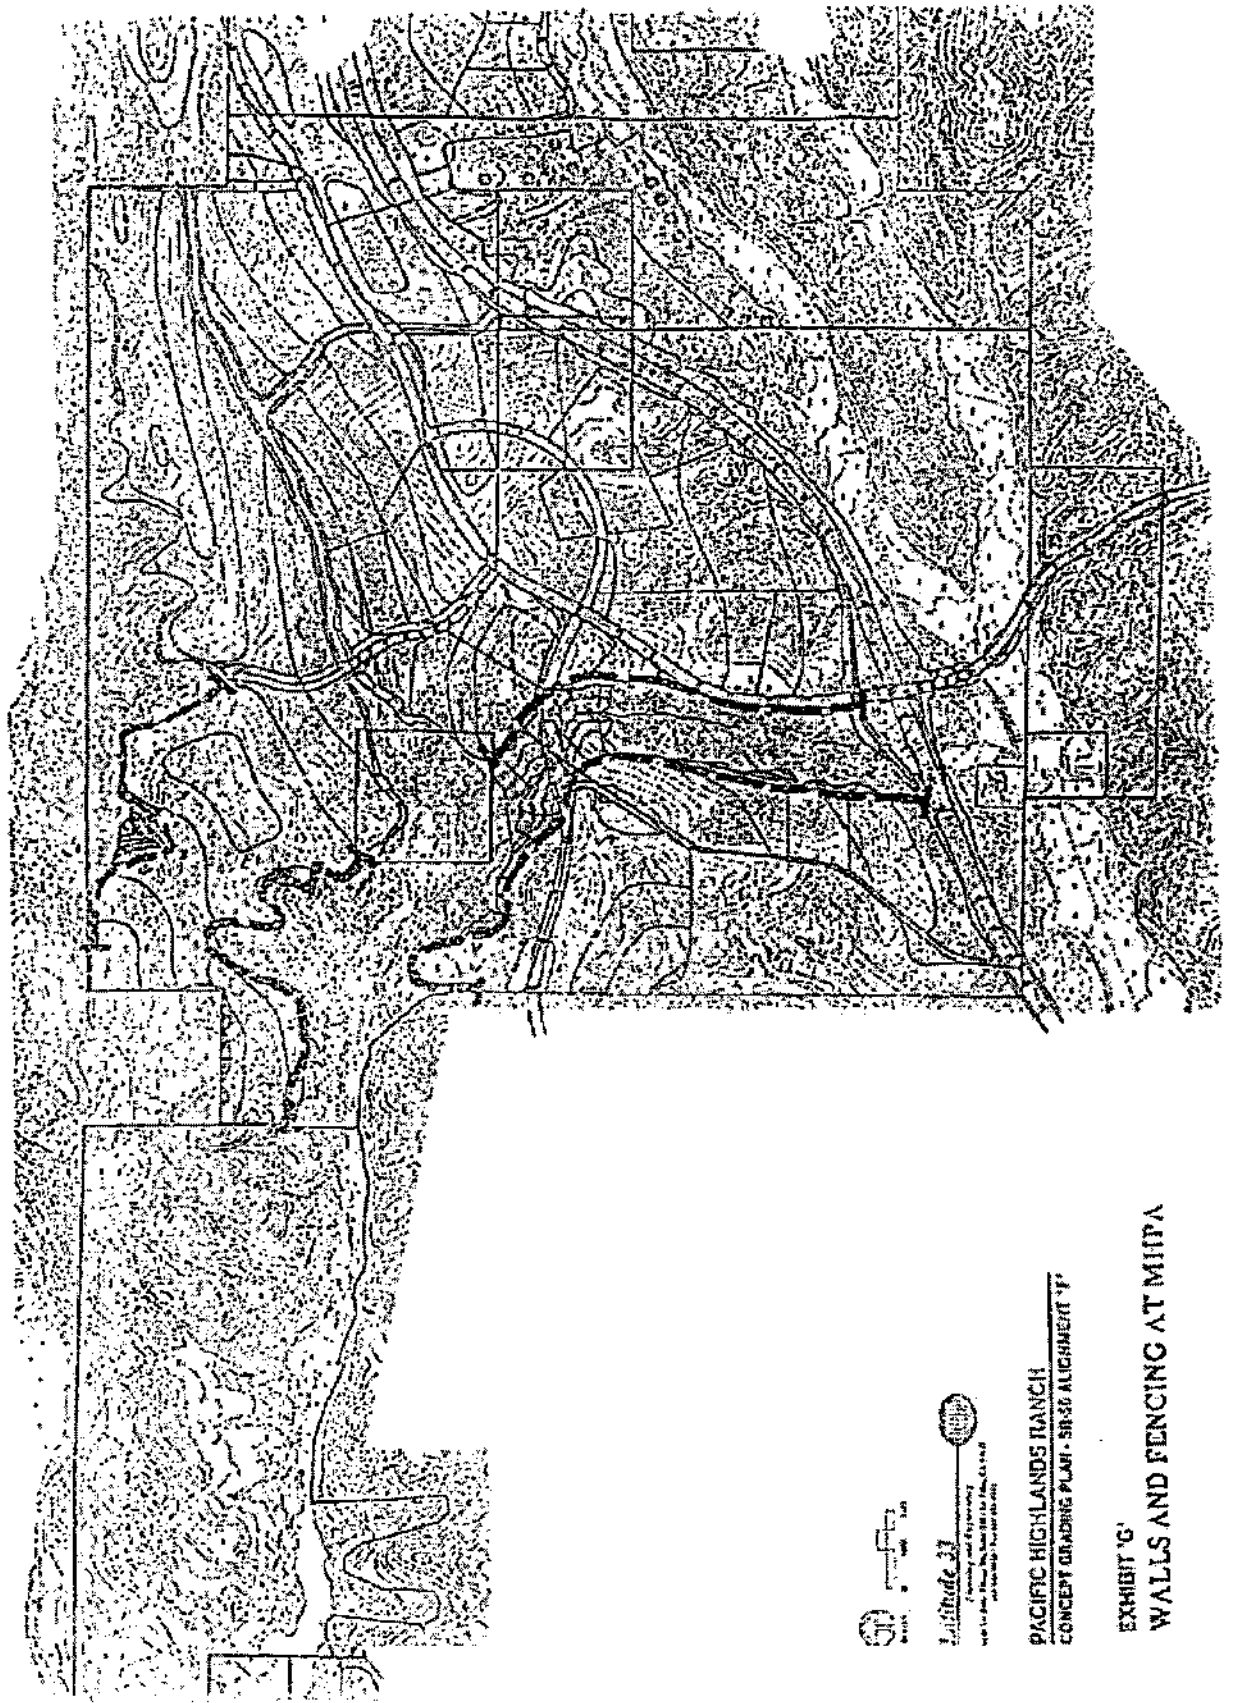 Latitude 33
PACIFIC HIGHLANDS RANCH
CONCEPT GRADING PLAN - SR-56 ALIGNMENT 'F'
EXHIBIT 'G'
WALLS AND FENCING AT MHPA